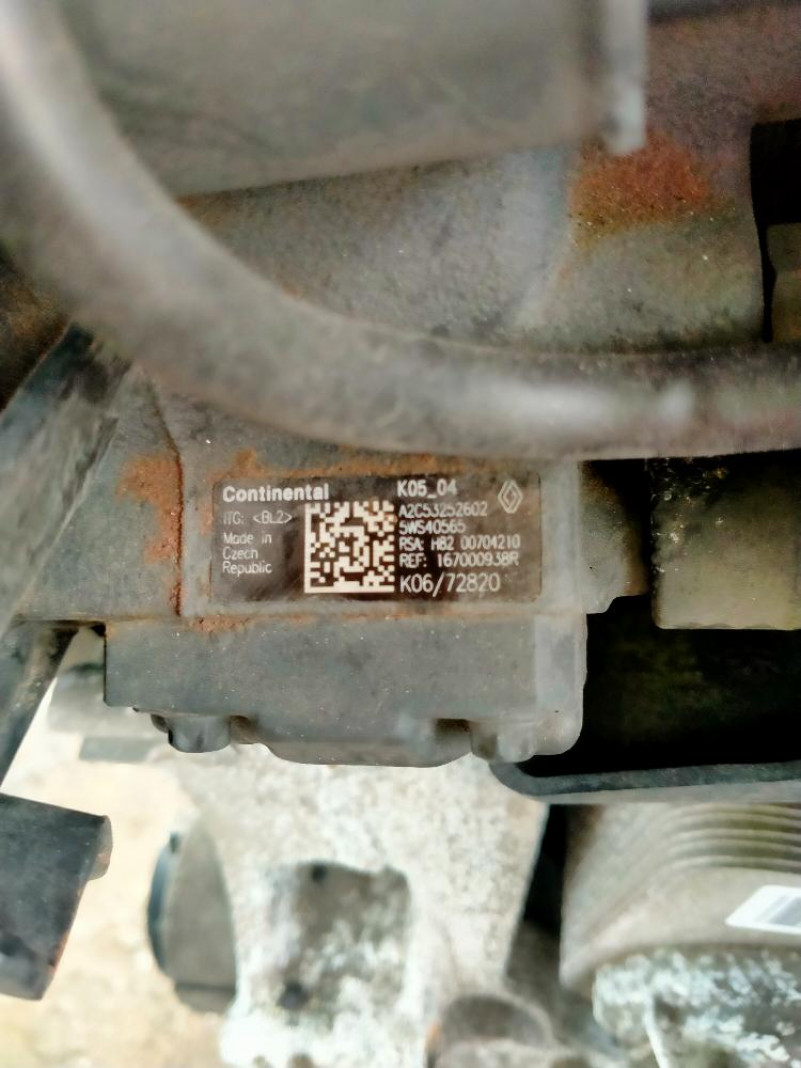 Continental
ITG: <BL2>
Made in
Czech
Republic
K05_04
A2C53252602
5WS40565
RSA: H82 00704210
REF: 167000938R
K06/72820